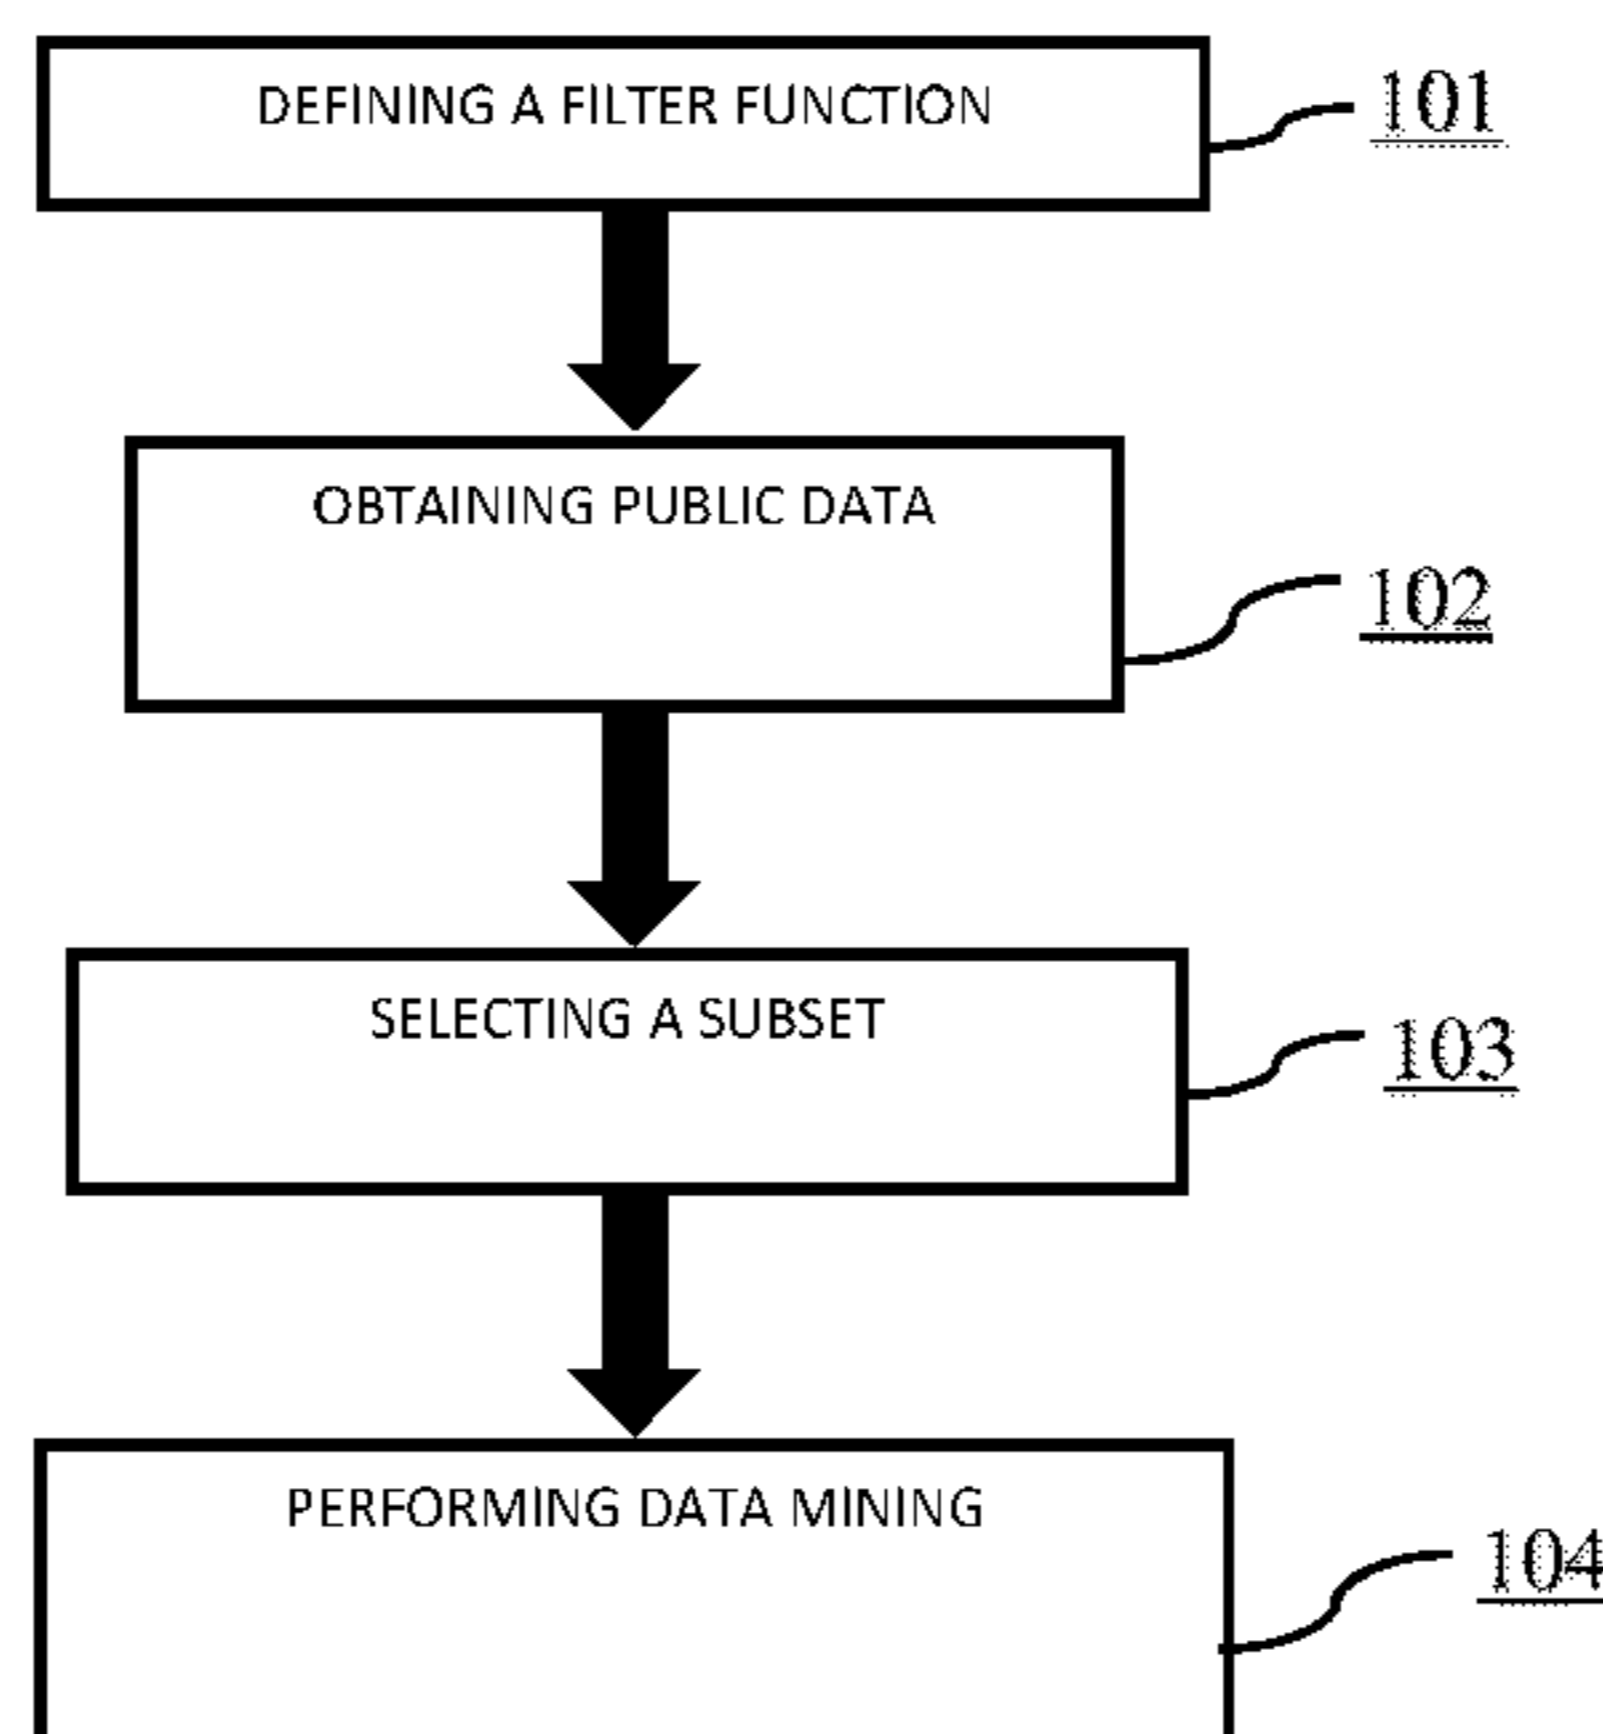 DEFINING A FILTER FUNCTION
101
OBTAINING PUBLIC DATA
102
SELECTING A SUBSET
103
PERFORMING DATA MINING
104